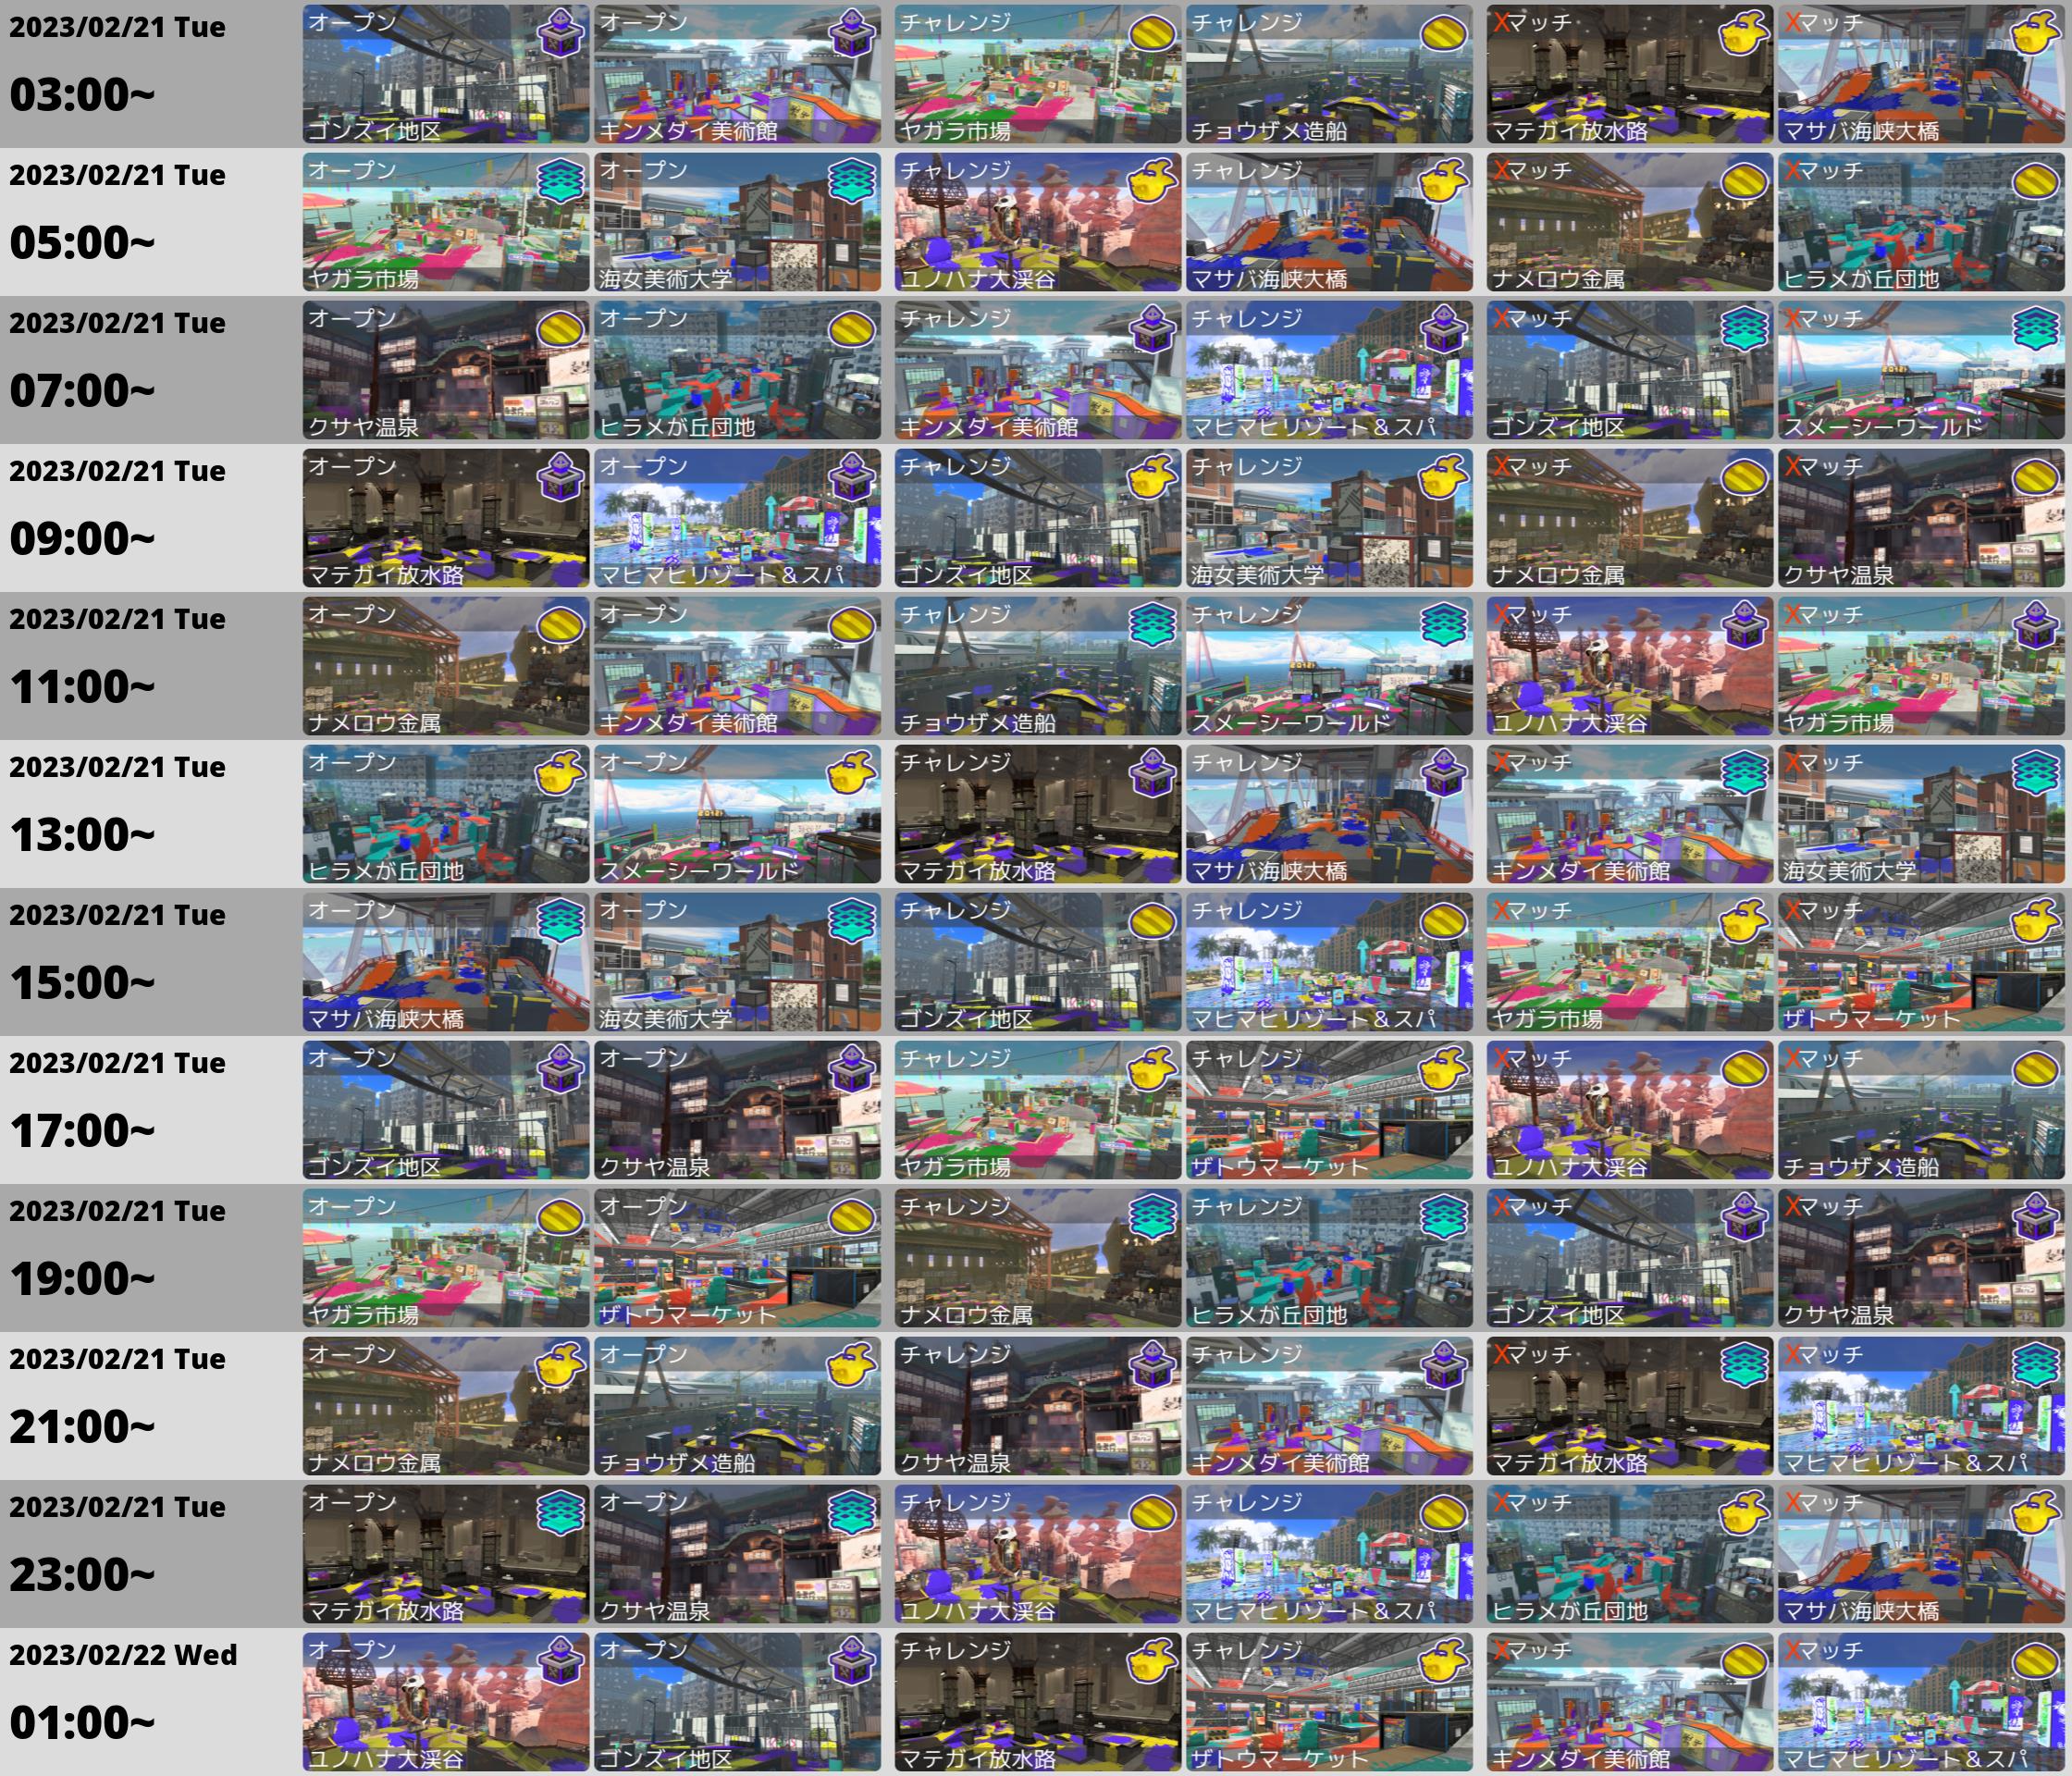 2023/02/21 Tue
03:00~
オープン
ゴンズイ地区
オープン
キンメダイ美術館
チャレンジ
ヤガラ市場
チャレンジ
チョウザメ造船
Xマッチ
マテガイ放水路
Xマッチ
マサバ海峡大橋
2023/02/21 Tue
05:00~
オープン
ヤガラ市場
オープン
海女美術大学
チャレンジ
ユノハナ大渓谷
チャレンジ
マサバ海峡大橋
Xマッチ
ナメロウ金属
Xマッチ
ヒラメが丘団地
2023/02/21 Tue
07:00~
オープン
クサヤ温泉
オープン
ヒラメが丘団地
チャレンジ
キンメダイ美術館
チャレンジ
マヒマヒリゾート＆スパ
Xマッチ
ゴンズイ地区
Xマッチ
スメーシーワールド
2023/02/21 Tue
09:00~
オープン
マテガイ放水路
オープン
マヒマヒリゾート＆スパ
チャレンジ
ゴンズイ地区
チャレンジ
海女美術大学
Xマッチ
ナメロウ金属
Xマッチ
クサヤ温泉
2023/02/21 Tue
11:00~
オープン
ナメロウ金属
オープン
キンメダイ美術館
チャレンジ
チョウザメ造船
チャレンジ
スメーシーワールド
Xマッチ
ユノハナ大渓谷
Xマッチ
ヤガラ市場
2023/02/21 Tue
13:00~
オープン
ヒラメが丘団地
オープン
スメーシーワールド
チャレンジ
マテガイ放水路
チャレンジ
マサバ海峡大橋
Xマッチ
キンメダイ美術館
Xマッチ
海女美術大学
2023/02/21 Tue
15:00~
オープン
マサバ海峡大橋
オープン
海女美術大学
チャレンジ
ゴンズイ地区
チャレンジ
マヒマヒリゾート＆スパ
Xマッチ
ヤガラ市場
Xマッチ
ザトウマーケット
2023/02/21 Tue
17:00~
オープン
ゴンズイ地区
オープン
クサヤ温泉
チャレンジ
ヤガラ市場
チャレンジ
ザトウマーケット
Xマッチ
ユノハナ大渓谷
Xマッチ
チョウザメ造船
2023/02/21 Tue
19:00~
オープン
ヤガラ市場
オープン
ザトウマーケット
チャレンジ
ナメロウ金属
チャレンジ
ヒラメが丘団地
Xマッチ
ゴンズイ地区
Xマッチ
クサヤ温泉
2023/02/21 Tue
21:00~
オープン
ナメロウ金属
オープン
チョウザメ造船
チャレンジ
クサヤ温泉
チャレンジ
キンメダイ美術館
Xマッチ
マテガイ放水路
Xマッチ
マヒマヒリゾート＆スパ
2023/02/21 Tue
23:00~
オープン
マテガイ放水路
オープン
クサヤ温泉
チャレンジ
ユノハナ大渓谷
チャレンジ
マヒマヒリゾート＆スパ
Xマッチ
ヒラメが丘団地
Xマッチ
マサバ海峡大橋
2023/02/22 Wed
01:00~
オープン
ユノハナ大渓谷
オープン
ゴンズイ地区
チャレンジ
マテガイ放水路
チャレンジ
ザトウマーケット
Xマッチ
キンメダイ美術館
Xマッチ
マヒマヒリゾート＆スパ